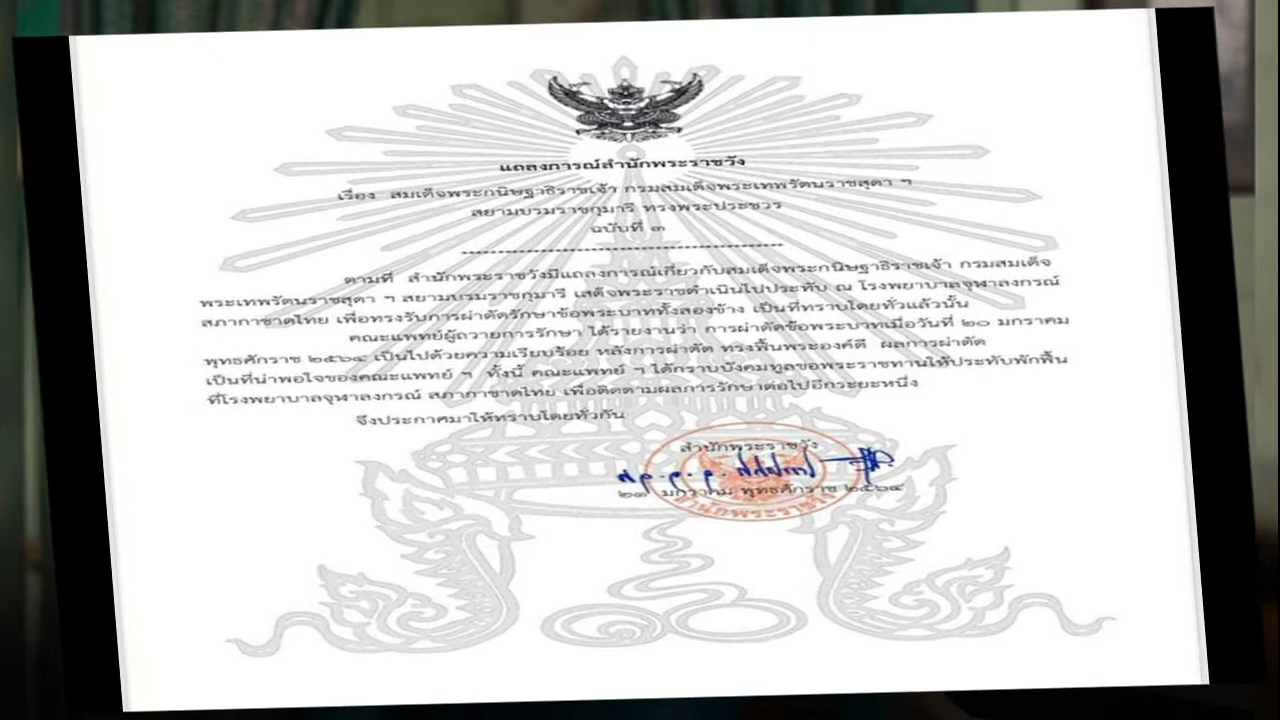 แถลงการณ์สำนักพระราชวัง
เรื่อง สมเด็จพระกนิษฐาธิราชเจ้า กรมสมเด็จพระเทพรัตนราชสุดา ฯ
สยามบรมราชกุมารี ทรงพระประชวร
ฉบับที่ ๓
ตามที่ สำนักพระราชวังมีแถลงการณ์เกี่ยวกับสมเด็จพระกนิษฐาธิราชเจ้า กรมสมเด็จ
พระเทพรัตนราชสุดา ฯ สยามบรมราชกุมารี เสด็จพระราชดำเนินไปประทับ ณ โรงพยาบาลจุฬาลงกรณ์
สภากาชาดไทย เพื่อทรงรับการผ่าตัดรักษาข้อพระบาททั้งสองข้าง เป็นที่ทราบโดยทั่วแล้วนั้น
คณะแพทย์ผู้ถวายการรักษา ได้รายงานว่า การผ่าตัดข้อพระบาทเมื่อวันที่ ๒๐ มกราคม
พุทธศักราช ๒๕๖๔ เป็นไปด้วยความเรียบร้อย หลังการผ่าตัด ทรงฟื้นพระองค์ดี ผลการผ่าตัด
เป็นที่น่าพอใจของคณะแพทย์ ฯ ทั้งนี้ คณะแพทย์ ฯ ได้กราบบังคมทูลขอพระราชทานให้ประทับพักฟื้น
ที่โรงพยาบาลจุฬาลงกรณ์ สภากาชาดไทย เพื่อติดตามผลการรักษาต่อไปอีกระยะหนึ่ง
จึงประกาศมาให้ทราบโดยทั่วกัน
สำนักพระราชวัง
มกราคม พุทธศักราช ๒๕๖๔
สำนักพระราชวัง